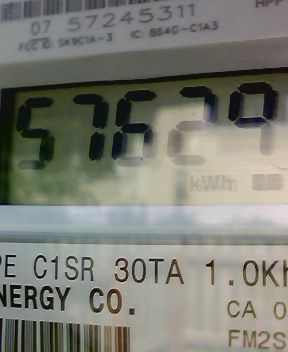 07 57245311
FCC ID: SK9C1A-3 IC: 864G-C1A3
57629
kWh
PE C1SR 30TA 1.0Kh
NERGY CO.
CA 0
FM2S